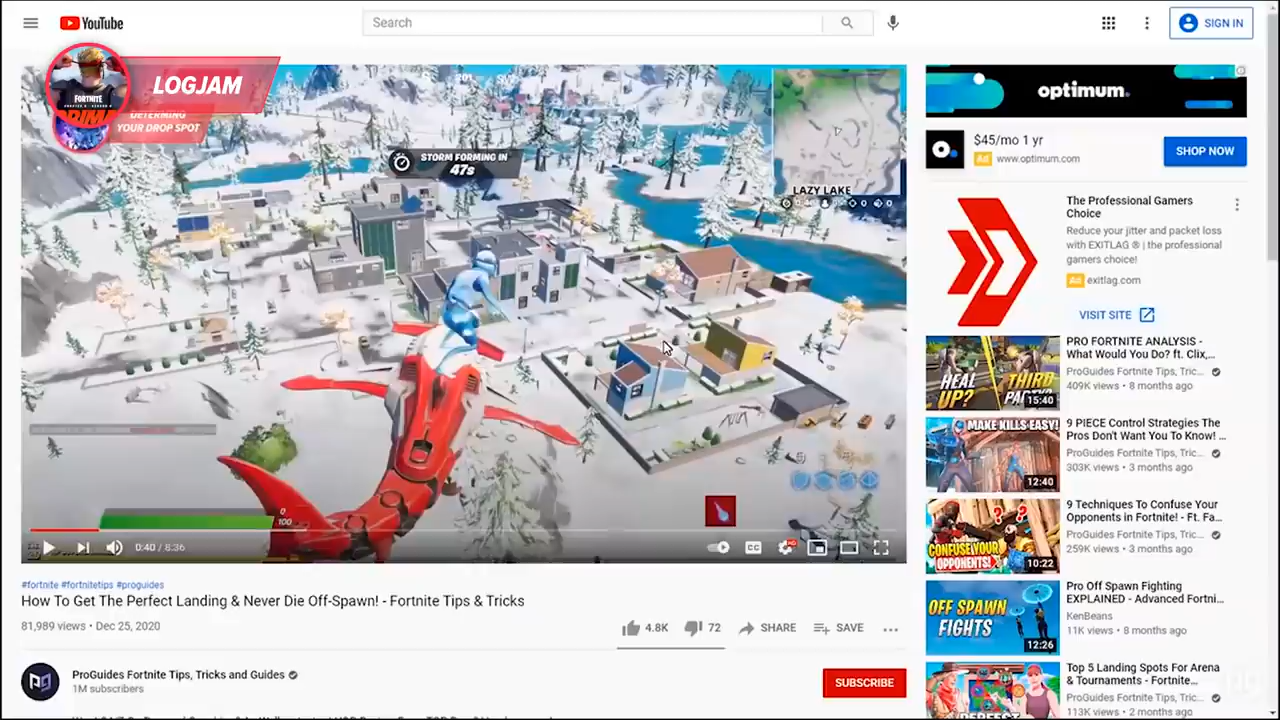 YouTube
Search
SIGN IN
FORTNITE
LOGJAM
DETERMINING
YOUR DROP SPOT
STORM FORMING IN
47s
LAZY LAKE
0
0
0
100
0:40 / 8:36
CC
HD
#fortnite #fortnitetips #proguides
How To Get The Perfect Landing & Never Die Off-Spawn! - Fortnite Tips & Tricks
81,989 views • Dec 25, 2020
4.8K
72
SHARE
SAVE
ProGuides Fortnite Tips, Tricks and Guides
1M subscribers
SUBSCRIBE
optimum.
$45/mo 1 yr
Ad www.optimum.com
SHOP NOW
The Professional Gamers
Choice
Reduce your jitter and packet loss
with EXITLAG ® | the professional
gamers choice!
Ad exitlag.com
VISIT SITE
HEAL
UP?
THIRD
15:40
PRO FORTNITE ANALYSIS -
What Would You Do? ft. Clix,...
ProGuides Fortnite Tips, Tric...
409K views • 8 months ago
MAKE KILLS EASY!
12:40
9 PIECE Control Strategies The
Pros Don't Want You To Know! ...
ProGuides Fortnite Tips, Tric...
303K views • 3 months ago
CONFUSE YOUR
OPPONENTS!
10:22
9 Techniques To Confuse Your
Opponents in Fortnite! - Ft. Fa...
ProGuides Fortnite Tips, Tric...
259K views • 3 months ago
OFF SPAWN
FIGHTS
12:26
Pro Off Spawn Fighting
EXPLAINED - Advanced Fortni...
KenBeans
11K views • 8 months ago
Top 5 Landing Spots For Arena
& Tournaments - Fortnite...
ProGuides Fortnite Tips, Tric...
113K views • 2 months ago